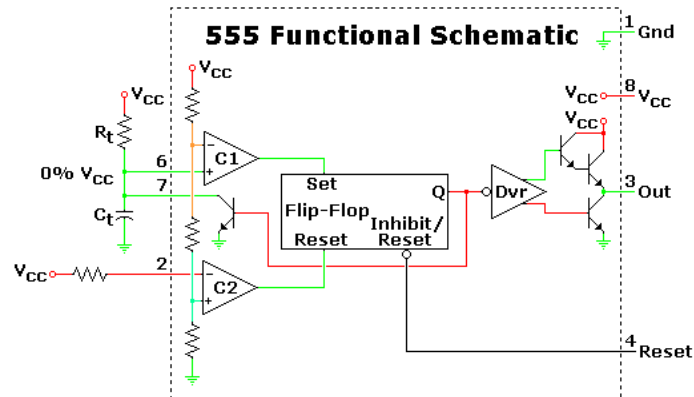 555 Functional Schematic
1
Gnd
VCC
8
VCC
VCC
VCC
VCC
Rt
6
C1
0% VCC
7
Set
Q
Dvr
3
Out
Ct
Flip-Flop
Inhibit/
Reset
Reset
VCC
2
C2
4
Reset